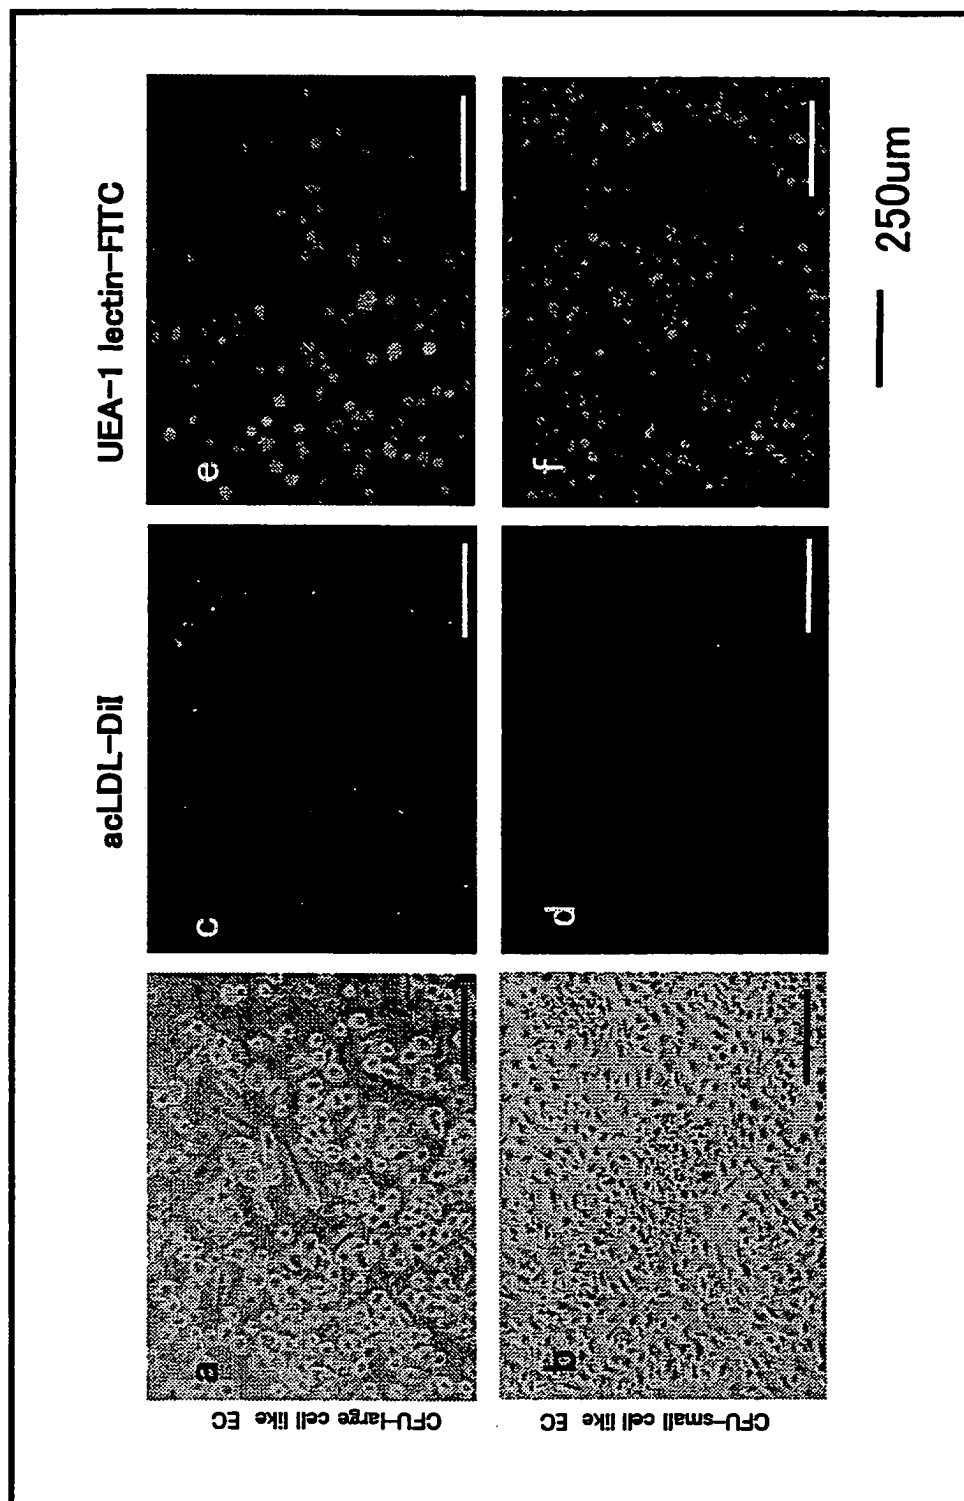 acLDL-DiI
UEA-1 lectin-FITC
CFU-large cell like EC
a
c
e
CFU-small cell like EC
b
d
f
250um